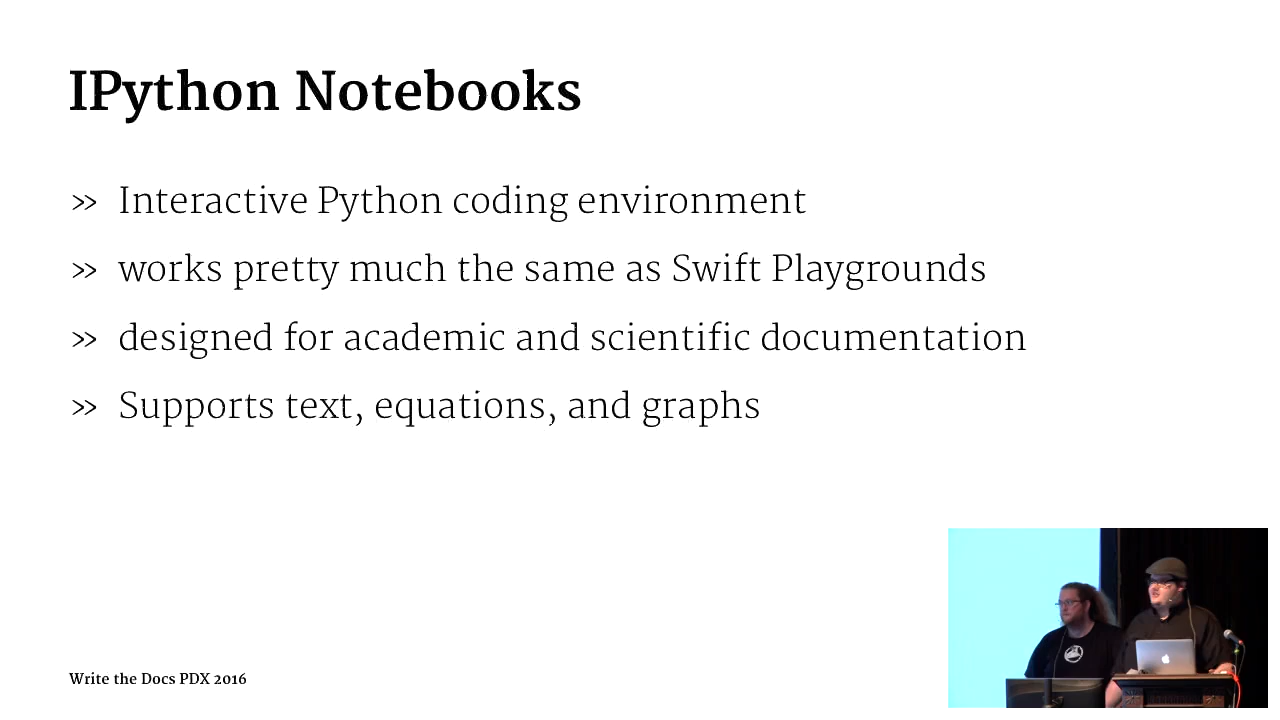 IPython Notebooks
» Interactive Python coding environment
» works pretty much the same as Swift Playgrounds
» designed for academic and scientific documentation
» Supports text, equations, and graphs
Write the Docs PDX 2016